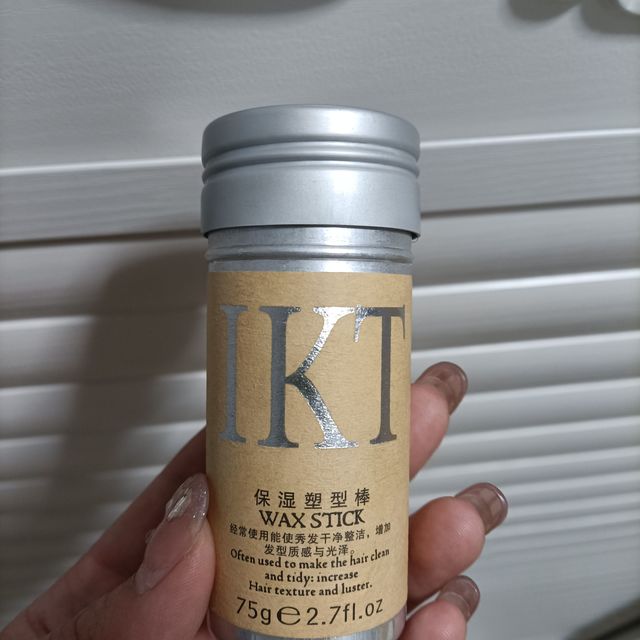 IKT
保湿塑型棒
WAX STICK
经常使用能使秀发干净整洁，增加
发型质感与光泽。
Often used to make the hair clean
and tidy: increase
Hair texture and luster.
75g℮2.7fl.oz